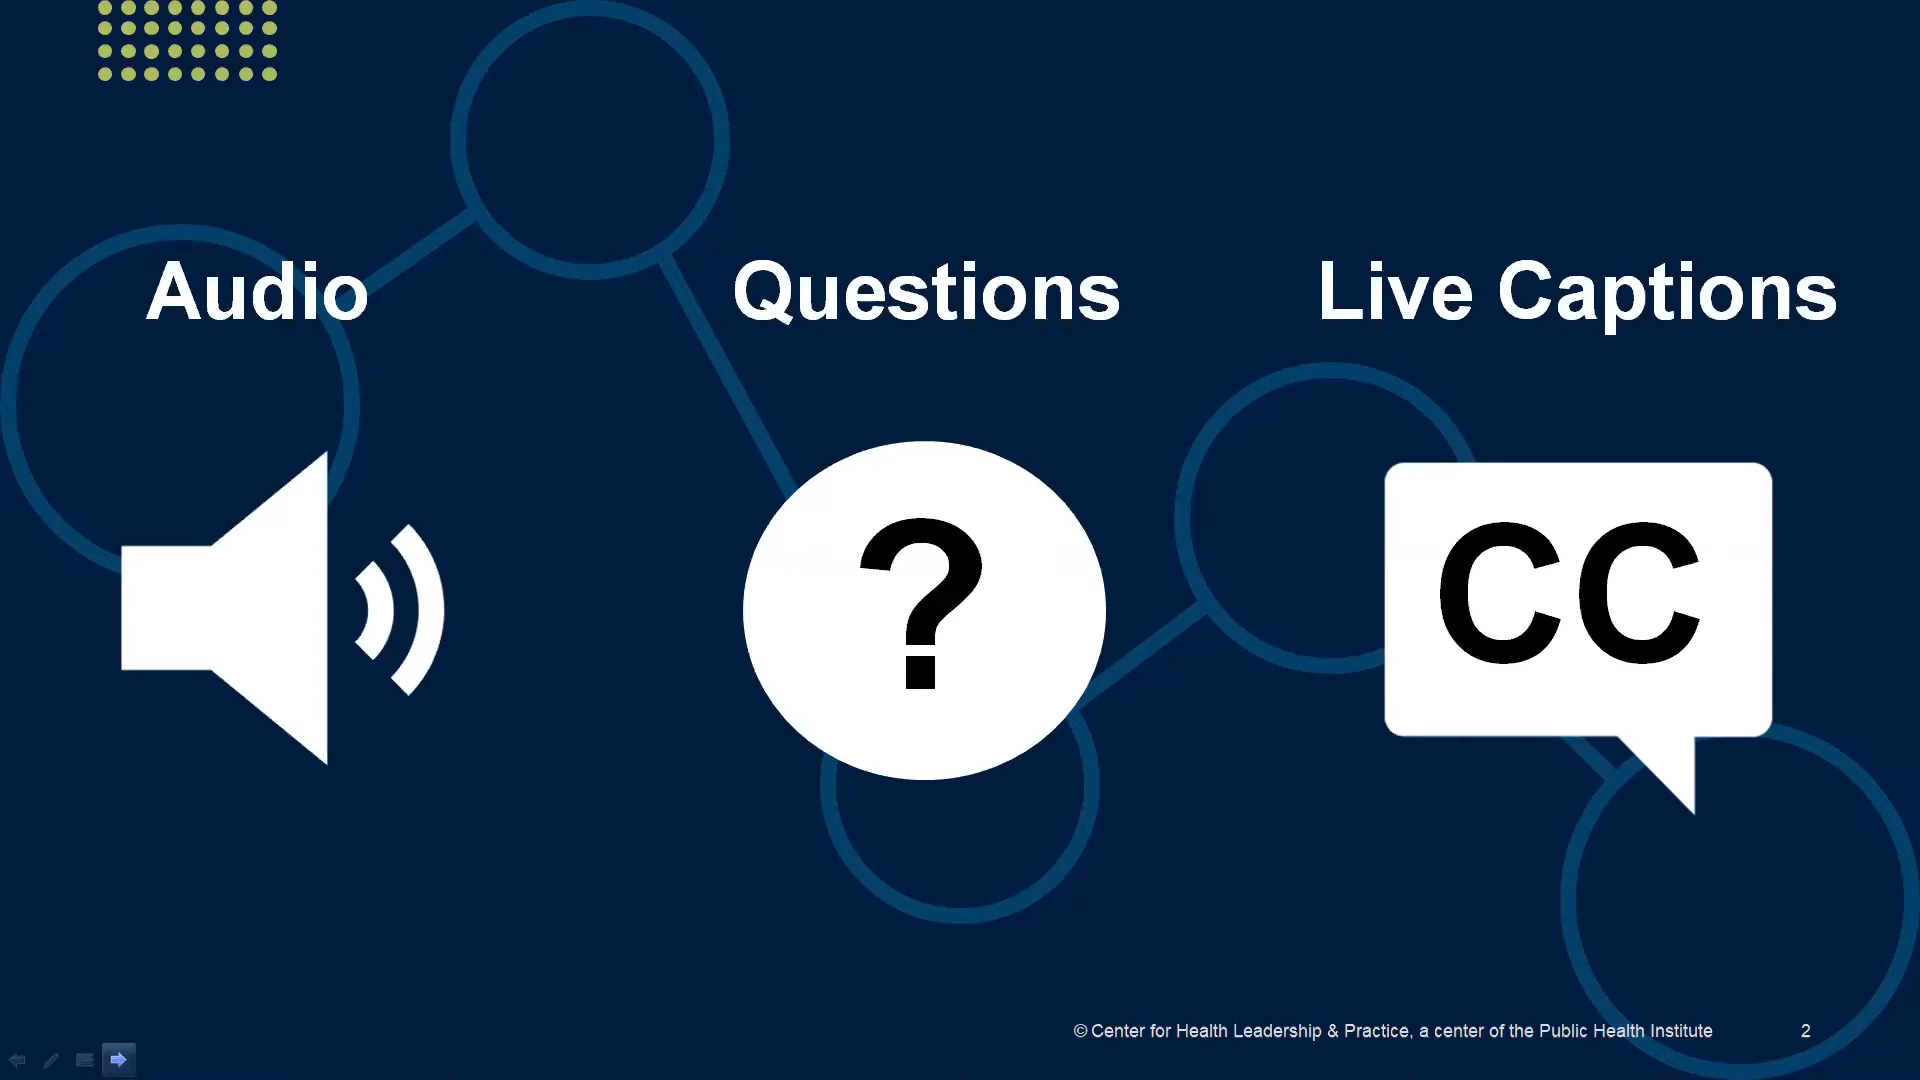 Audio
Questions
Live Captions
?
CC
© Center for Health Leadership & Practice, a center of the Public Health Institute
2